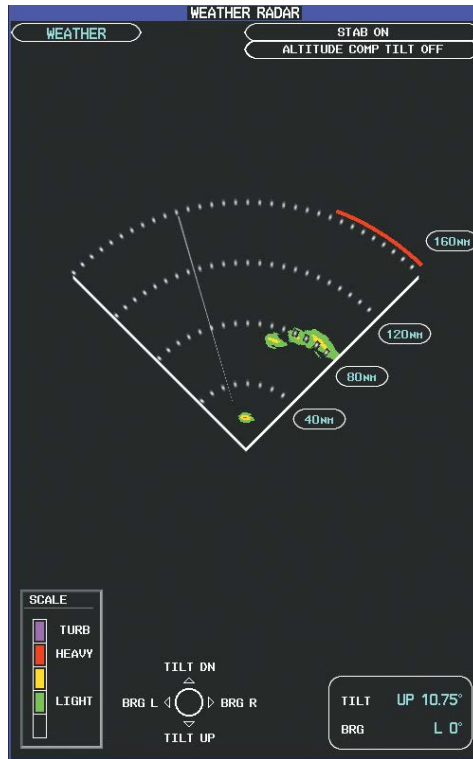 WEATHER RADAR
WEATHER
STAB ON
ALTITUDE COMP TILT OFF
160NM
120NM
80NM
40NM
SCALE
TURB
HEAVY
LIGHT
TILT DN
BRG L
BRG R
TILT UP
TILT UP 10.75°
BRG L 0°